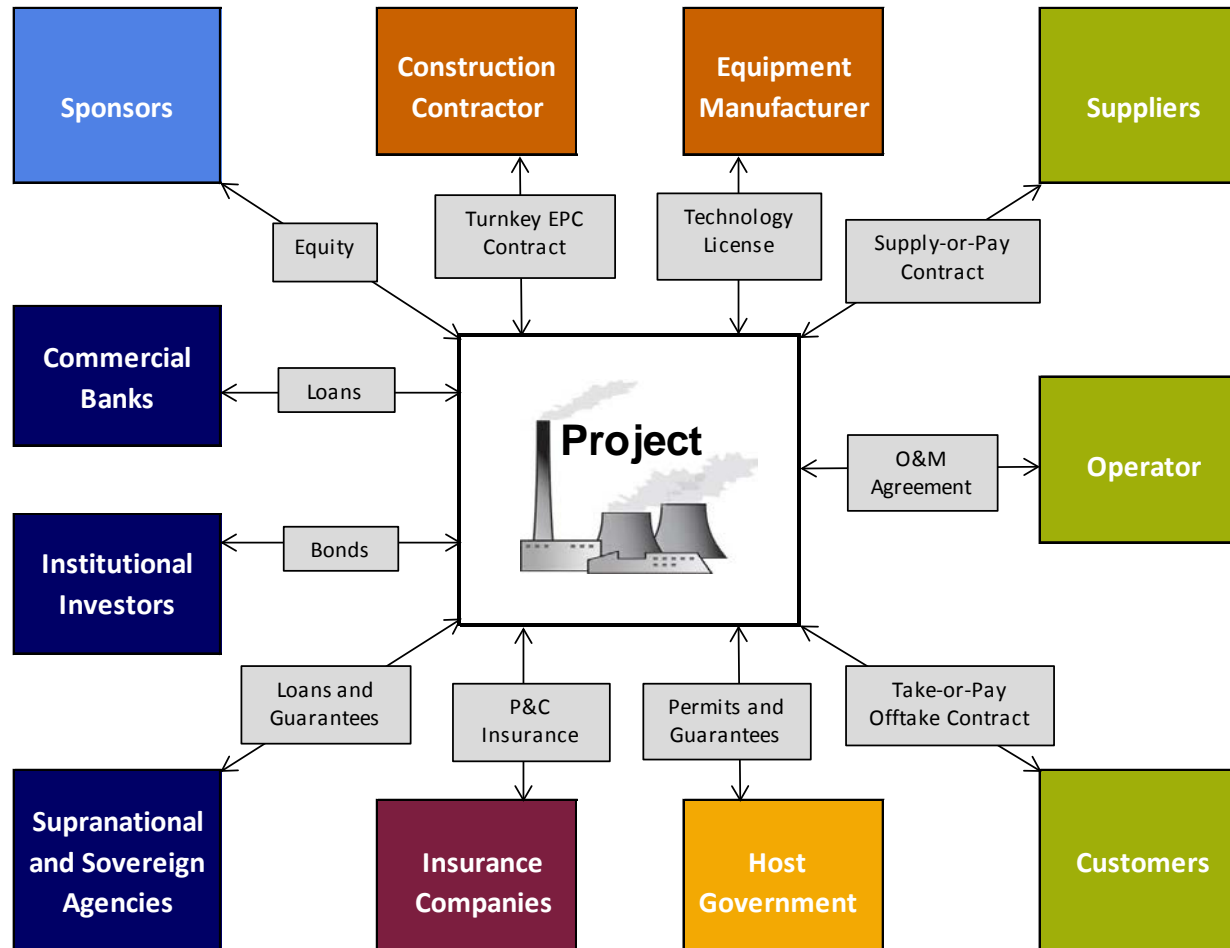 Sponsors
Construction
Contractor
Equipment
Manufacturer
Suppliers
Equity
Turnkey EPC
Contract
Technology
License
Supply-or-Pay
Contract
Commercial
Banks
Loans
Project
O&M
Agreement
Operator
Institutional
Investors
Bonds
Loans and
Guarantees
P&C
Insurance
Permits and
Guarantees
Take-or-Pay
Offtake Contract
Supranational
and Sovereign
Agencies
Insurance
Companies
Host
Government
Customers